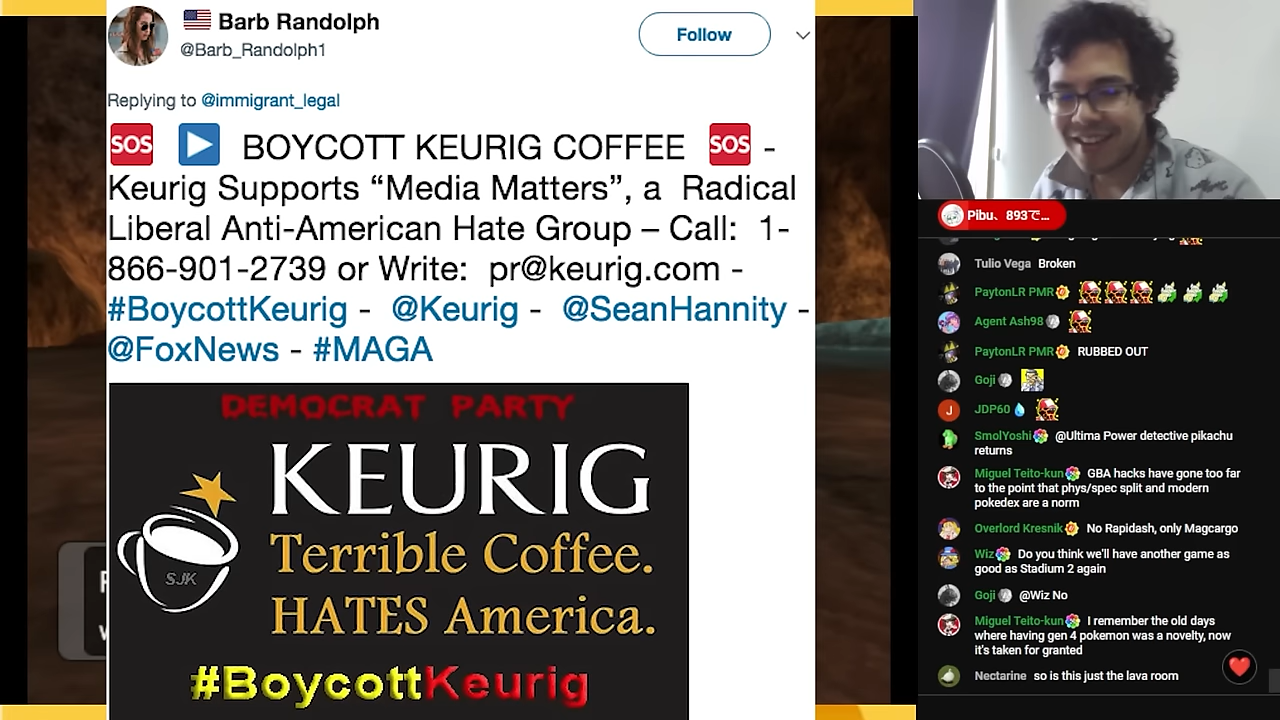 Barb Randolph
@Barb_Randolph1
Follow
Replying to @immigrant_legal
SOS BOYCOTT KEURIG COFFEE SOS -
Keurig Supports “Media Matters”, a Radical
Liberal Anti-American Hate Group – Call: 1-
866-901-2739 or Write: pr@keurig.com -
#BoycottKeurig - @Keurig - @SeanHannity -
@FoxNews - #MAGA
DEMOCRAT PARTY
KEURIG
Terrible Coffee.
HATES America.
SJK
#BoycottKeurig
Pibu、893で…
Tulio Vega Broken
PaytonLR PMR
Agent Ash98
PaytonLR PMR RUBBED OUT
Goji
JDP60
SmolYoshi @Ultima Power detective pikachu
returns
Miguel Teito-kun GBA hacks have gone too far
to the point that phys/spec split and modern
pokedex are a norm
Overlord Kresnik No Rapidash, only Magcargo
Wiz Do you think we'll have another game as
good as Stadium 2 again
Goji @Wiz No
Miguel Teito-kun I remember the old days
where having gen 4 pokemon was a novelty, now
it's taken for granted
Nectarine so is this just the lava room